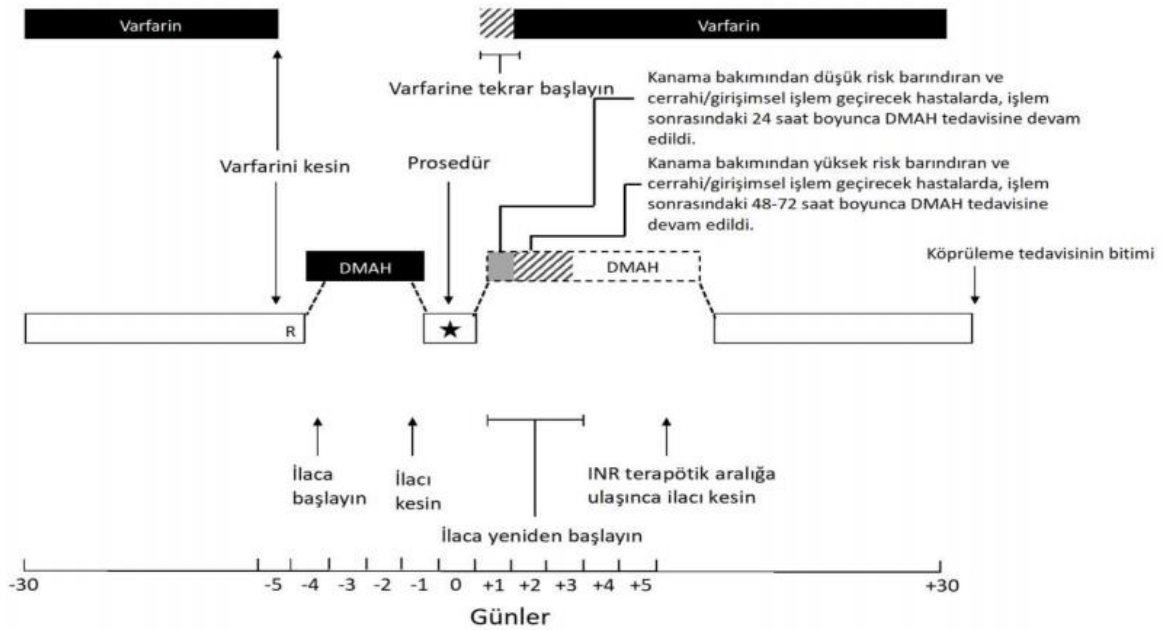 Varfarin
Varfarin
Varfarine tekrar başlayın
Kanama bakımından düşük risk barındıran ve
cerrahi/girişimsel işlem geçirecek hastalarda, işlem
sonrasındaki 24 saat boyunca DMAH tedavisine devam
edildi.
Varfarini kesin
Prosedür
Kanama bakımından yüksek risk barındıran ve
cerrahi/girişimsel işlem geçirecek hastalarda, işlem
sonrasındaki 48-72 saat boyunca DMAH tedavisine
devam edildi.
Köprüleme tedavisinin bitimi
DMAH
DMAH
R
İlaca
başlayın
İlacı
kesin
INR terapötik aralığa
ulaşınca ilacı kesin
İlaca yeniden başlayın
-30 -5 -4 -3 -2 -1 0 +1 +2 +3 +4 +5 +30
Günler